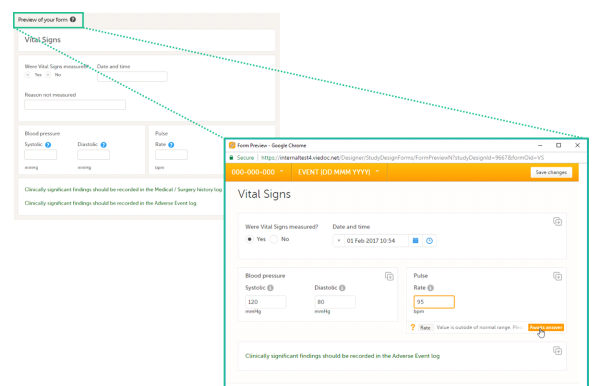 Preview of your form ?
Vital Signs
Were Vital Signs measured? Date and time
Yes No
Reason not measured
Blood pressure
Systolic ? Diastolic ?
mmHg mmHg
Pulse
Rate ?
bpm
Clinically significant findings should be recorded in the Medical / Surgery history log
Clinically significant findings should be recorded in the Adverse Event log
Form Preview - Google Chrome
Secure https://internaltest4.viedoc.net/Designer/StudyDesignForms/FormPreviewN?studyDesignId=9667&formOid=VS
000-000-000 EVENT (DD MMM YYYY)
Save changes
Vital Signs
Were Vital Signs measured? Date and time
Yes No 01 Feb 2017 10:54
Blood pressure
Systolic Diastolic
120 80
mmHg mmHg
Pulse
Rate
95
bpm
? Rate Value is outside of normal range.
Clinically significant findings should be recorded in the Adverse Event log